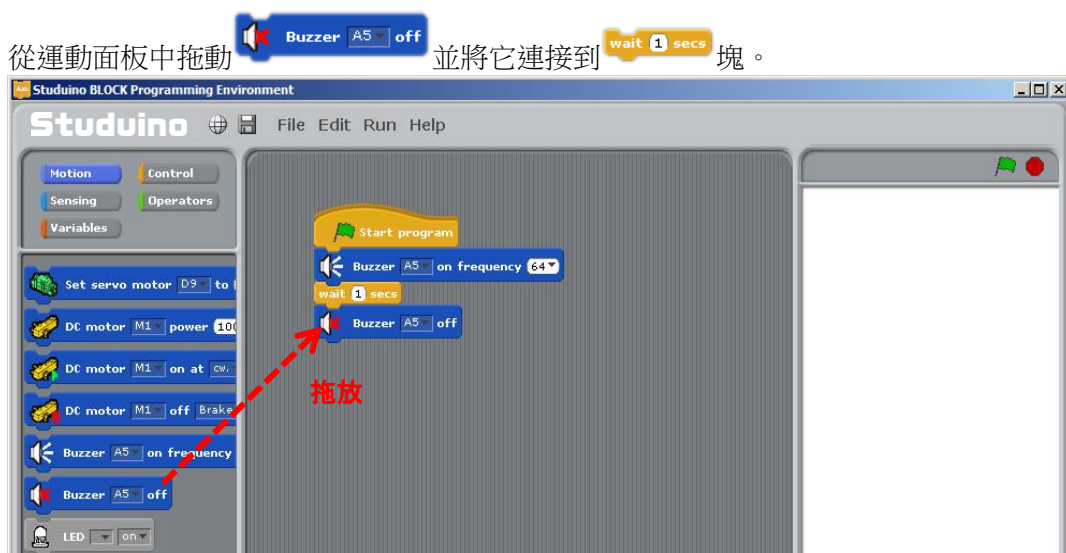 從運動面板中拖動 Buzzer A5 off 並將它連接到 wait 1 secs 塊。
Studuino BLOCK Programming Environment
Studuino File Edit Run Help
Motion Control
Sensing Operators
Variables
Start program
Buzzer A5 on frequency 64
wait 1 secs
Buzzer A5 off
拖放
Set servo motor D9 to
DC motor M1 power 100
DC motor M1 on at cw.
DC motor M1 off Brake
Buzzer A5 on frequency
Buzzer A5 off
LED on